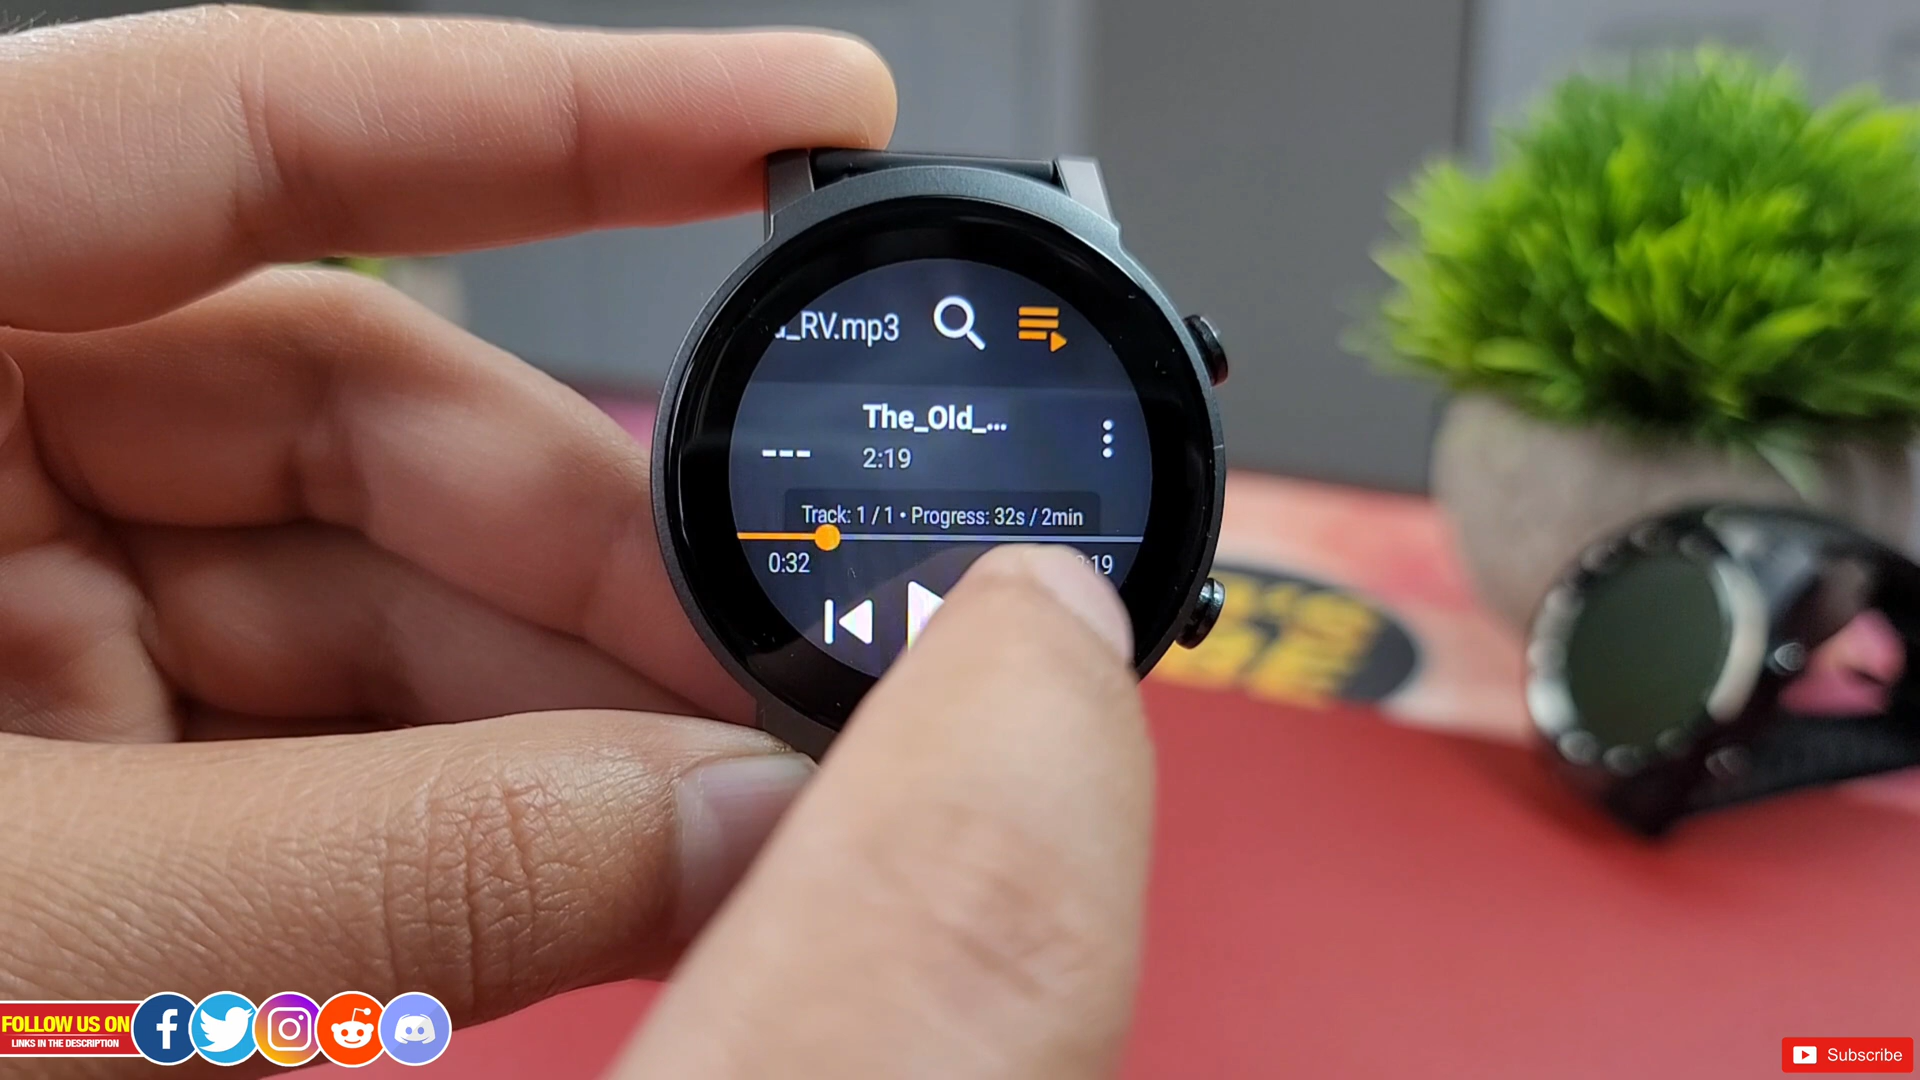 _RV.mp3
The_Old_...
---
2:19
Track: 1 / 1 • Progress: 32s / 2min
0:32
:19
FOLLOW US ON
LINKS IN THE DESCRIPTION
Subscribe